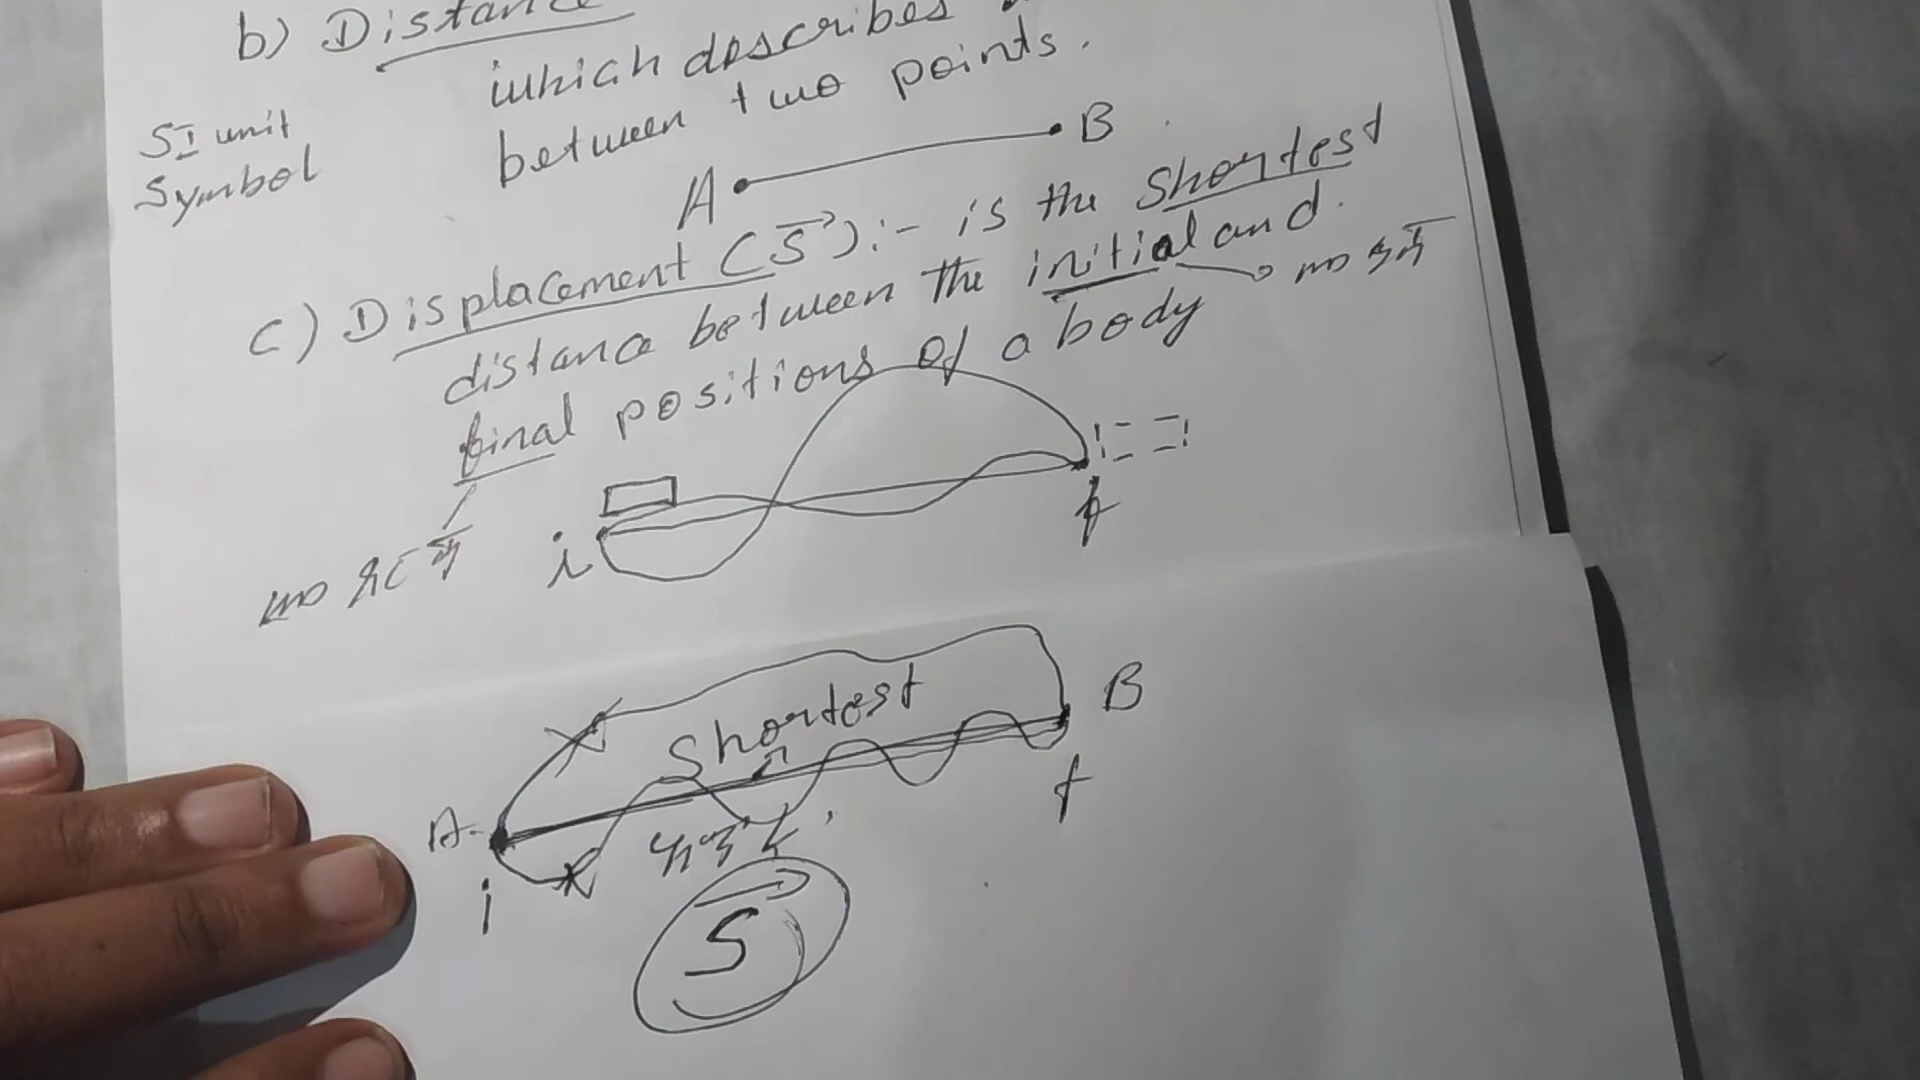 b) Distance
which describes
between two points.
SI unit
Symbol
A B
c) Displacement (S⃗):- is the Shortest
distance between the initial and
final positions of a body
i f
Shortest
A B
i f
S⃗